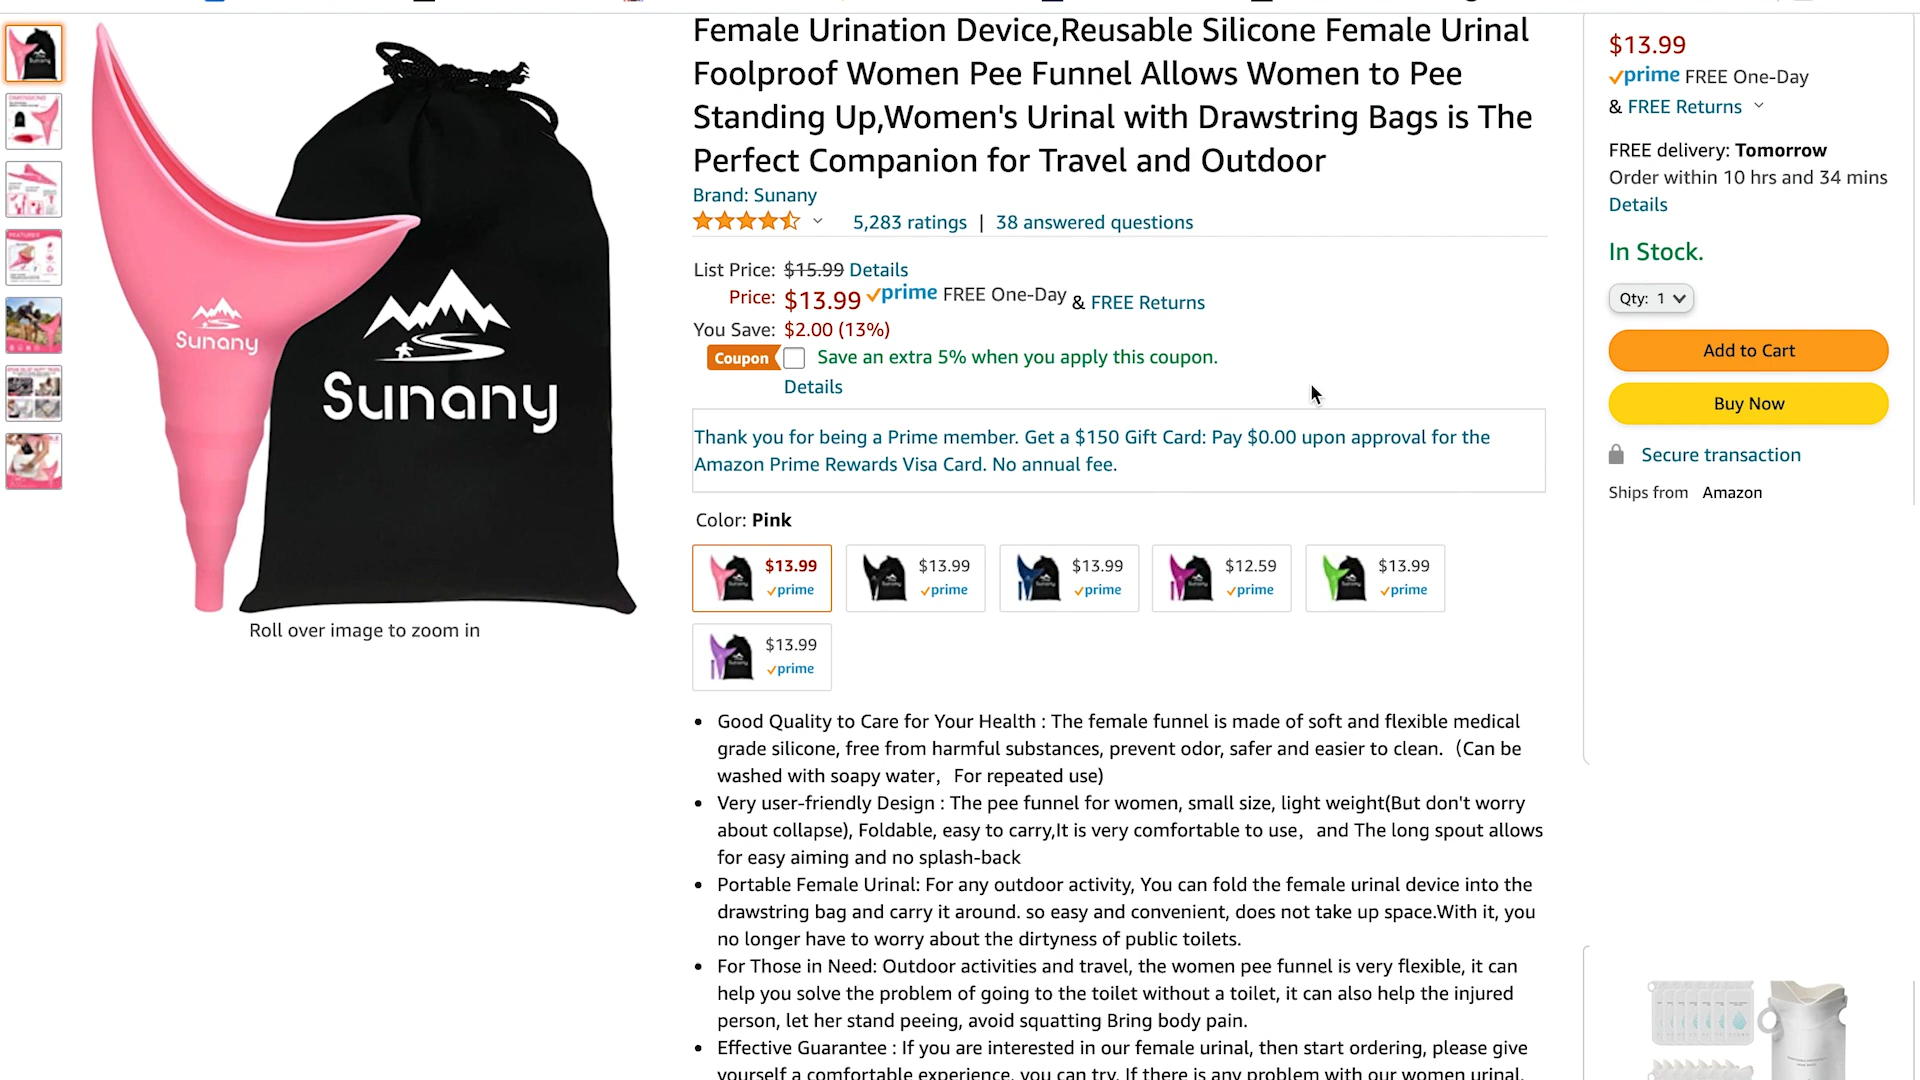 Female Urination Device,Reusable Silicone Female Urinal
Foolproof Women Pee Funnel Allows Women to Pee
Standing Up,Women's Urinal with Drawstring Bags is The
Perfect Companion for Travel and Outdoor
Brand: Sunany
5,283 ratings | 38 answered questions
List Price: $15.99 Details
Price: $13.99 prime FREE One-Day & FREE Returns
You Save: $2.00 (13%)
Coupon Save an extra 5% when you apply this coupon.
Details
Thank you for being a Prime member. Get a $150 Gift Card: Pay $0.00 upon approval for the
Amazon Prime Rewards Visa Card. No annual fee.
Color: Pink
$13.99 $13.99 $13.99 $12.59 $13.99
prime prime prime prime prime
$13.99
prime
• Good Quality to Care for Your Health : The female funnel is made of soft and flexible medical
grade silicone, free from harmful substances, prevent odor, safer and easier to clean.（Can be
washed with soapy water，For repeated use)
• Very user-friendly Design : The pee funnel for women, small size, light weight(But don't worry
about collapse), Foldable, easy to carry,It is very comfortable to use，and The long spout allows
for easy aiming and no splash-back
• Portable Female Urinal: For any outdoor activity, You can fold the female urinal device into the
drawstring bag and carry it around. so easy and convenient, does not take up space.With it, you
no longer have to worry about the dirtyness of public toilets.
• For Those in Need: Outdoor activities and travel, the women pee funnel is very flexible, it can
help you solve the problem of going to the toilet without a toilet, it can also help the injured
person, let her stand peeing, avoid squatting Bring body pain.
• Effective Guarantee : If you are interested in our female urinal, then start ordering, please give
yourself a comfortable experience, you can try. If there is any problem with our women urinal,
Sunany
Sunany
Roll over image to zoom in
$13.99
prime FREE One-Day
& FREE Returns
FREE delivery: Tomorrow
Order within 10 hrs and 34 mins
Details
In Stock.
Qty: 1
Add to Cart
Buy Now
Secure transaction
Ships from Amazon